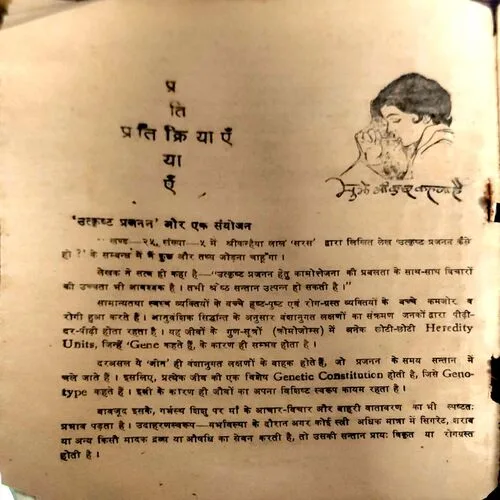 प्र
ति
प्रतिक्रियाएँ
या
एँ
मुझे भी कुछ कहना है
'उत्कृष्ट प्रजनन' और एक संयोजन
खण्ड—२५, संख्या—५ में श्रीकन्हैया लाल 'सरस' द्वारा लिखित लेख 'उत्कृष्ट प्रजनन कैसे
हो ?' के सम्बन्ध में मैं कुछ और तथ्य जोड़ना चाहूंगा।
लेखक ने सत्य ही कहा है—"उत्कृष्ट प्रजनन हेतु कामोत्तेजना की प्रबलता के साथ-साथ विचारों
की उच्चता भी आवश्यक है। तभी श्रेष्ठ सन्तान उत्पन्न हो सकती है।"
सामान्यतया स्वस्थ व्यक्तियों के बच्चे हृष्ट-पुष्ट एवं रोग-ग्रस्त व्यक्तियों के बच्चे कमजोर, व
रोगी हुआ करते हैं। आनुवंशिक सिद्धांत के अनुसार वंशानुगत लक्षणों का संक्रमण जनकों द्वारा पीढ़ी-
दर-पीढ़ी होता रहता है। यह जीवों के गुण-सूत्रों (क्रोमोजोम्स) में अनेक छोटी-छोटी Heredity
Units, जिन्हें 'Gene कहते हैं, के कारण ही सम्भव होता है।
दरअसल ये 'जीन' ही वंशानुगत लक्षणों के वाहक होते हैं, जो प्रजनन के समय सन्तान में
चले जाते हैं। इसलिए, प्रत्येक जीव की एक विशेष Genetic Constitution होती है, जिसे Geno-
type कहते हैं। इसी के कारण ही जीवों का अपना विशिष्ट स्वरूप कायम रहता है।
बावजूद इसके, गर्भस्थ शिशु पर माँ के आचार-विचार और बाहरी वातावरण का भी स्पष्टतः
प्रभाव पड़ता है। उदाहरणस्वरूप—गर्भावस्था के दौरान अगर कोई स्त्री अधिक मात्रा में सिगरेट, शराब
या अन्य किसी मादक द्रव्य या औषधि का सेवन करती है, तो उसकी सन्तान प्रायः विकृत या रोगग्रस्त
होती है।